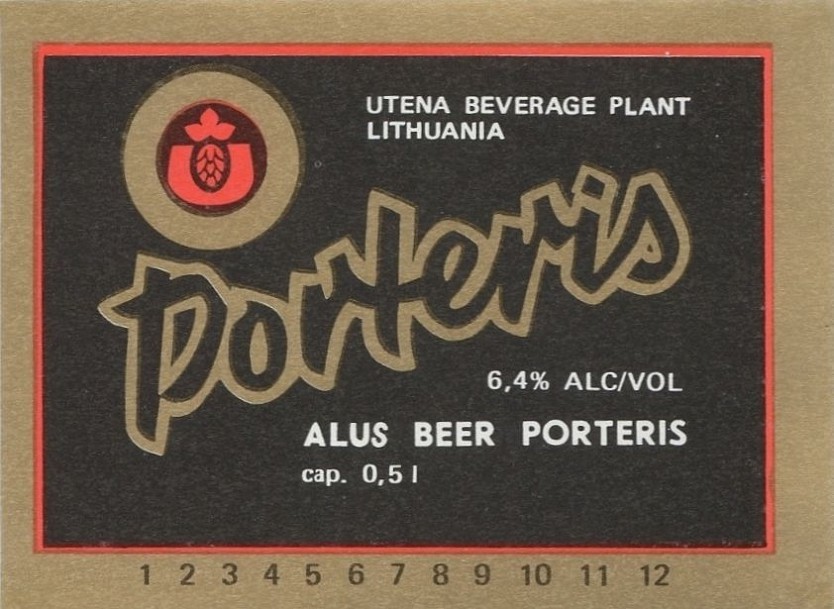 UTENA BEVERAGE PLANT
LITHUANIA
Porteris
6,4% ALC/VOL
ALUS BEER PORTERIS
cap. 0,5 l
1 2 3 4 5 6 7 8 9 10 11 12